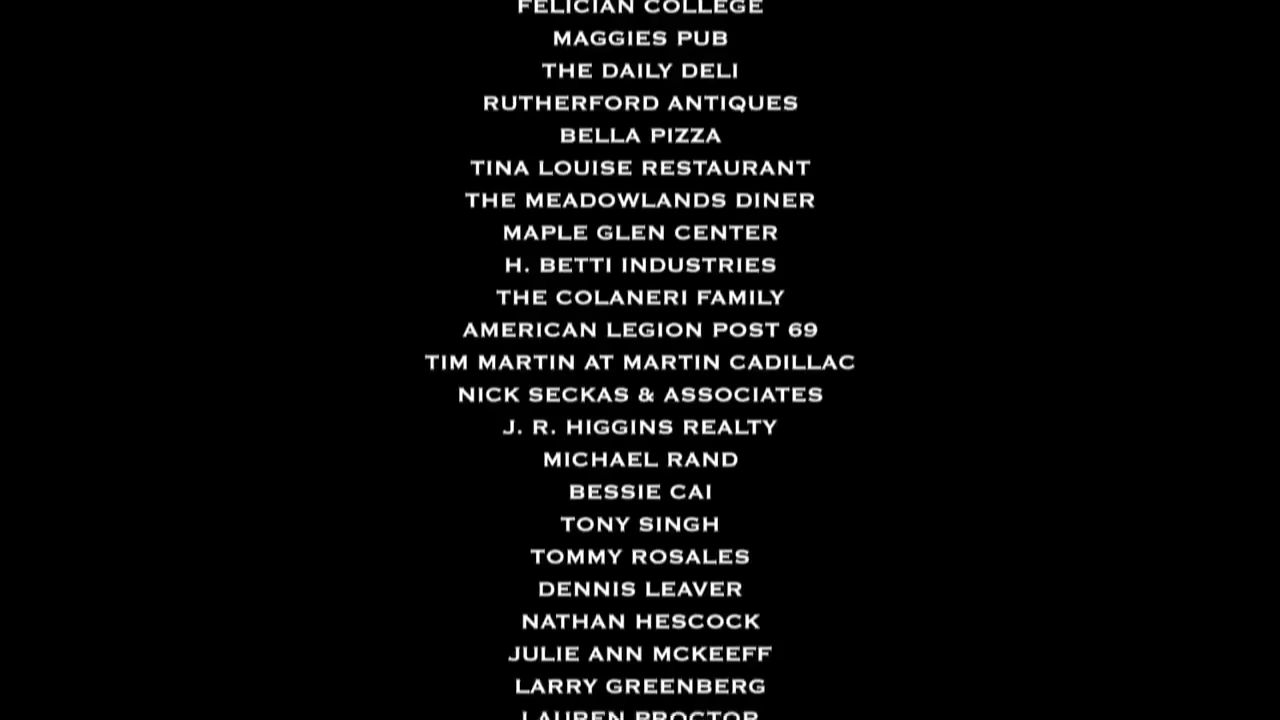 FELICIAN COLLEGE
MAGGIES PUB
THE DAILY DELI
RUTHERFORD ANTIQUES
BELLA PIZZA
TINA LOUISE RESTAURANT
THE MEADOWLANDS DINER
MAPLE GLEN CENTER
H. BETTI INDUSTRIES
THE COLANERI FAMILY
AMERICAN LEGION POST 69
TIM MARTIN AT MARTIN CADILLAC
NICK SECKAS & ASSOCIATES
J. R. HIGGINS REALTY
MICHAEL RAND
BESSIE CAI
TONY SINGH
TOMMY ROSALES
DENNIS LEAVER
NATHAN HESCOCK
JULIE ANN MCKEEFF
LARRY GREENBERG
LAUREN PROCTOR